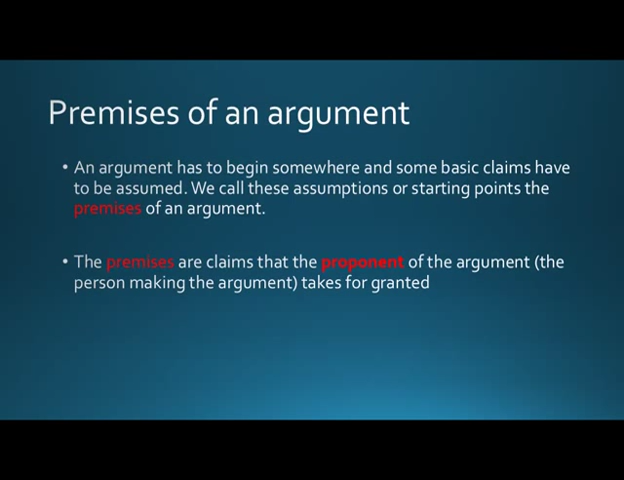 Premises of an argument
• An argument has to begin somewhere and some basic claims have
to be assumed. We call these assumptions or starting points the
premises of an argument.
• The premises are claims that the proponent of the argument (the
person making the argument) takes for granted